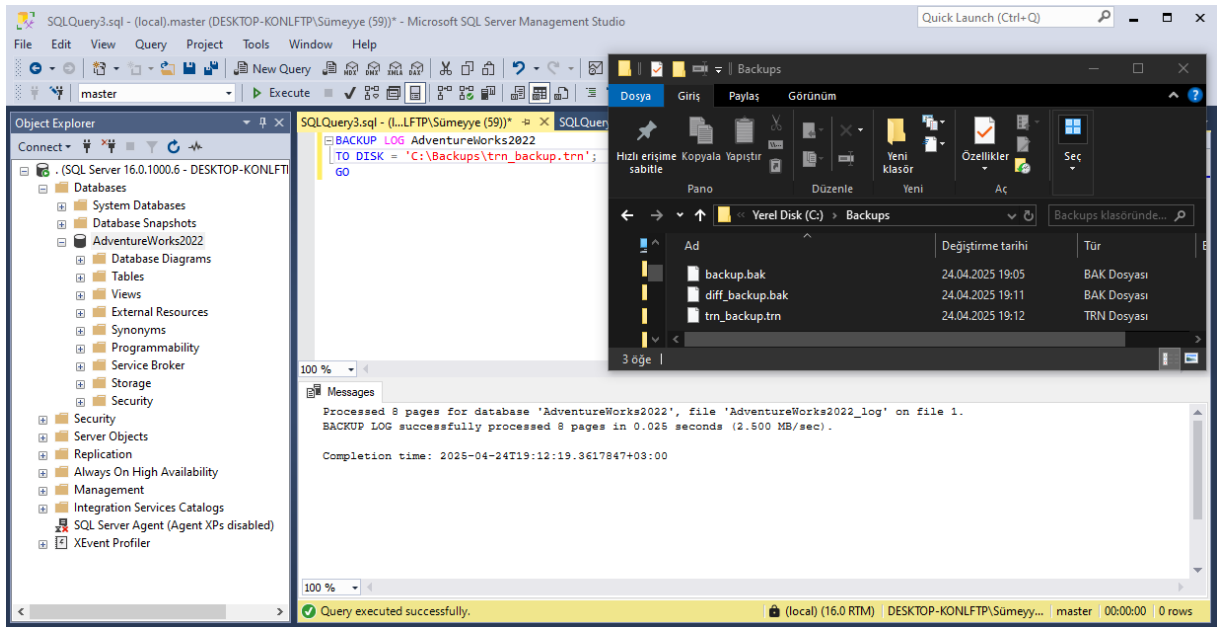 SQLQuery3.sql - (local).master (DESKTOP-KONLFTP\Sümeyye (59))* - Microsoft SQL Server Management Studio
Quick Launch (Ctrl+Q)
File Edit View Query Project Tools Window Help
New Query
master
Execute
Object Explorer
Connect
. (SQL Server 16.0.1000.6 - DESKTOP-KONLFTI
Databases
System Databases
Database Snapshots
AdventureWorks2022
Database Diagrams
Tables
Views
External Resources
Synonyms
Programmability
Service Broker
Storage
Security
Security
Server Objects
Replication
Always On High Availability
Management
Integration Services Catalogs
SQL Server Agent (Agent XPs disabled)
XEvent Profiler
SQLQuery3.sql - (l...LFTP\Sümeyye (59))*
SQLQuery
BACKUP LOG AdventureWorks2022
TO DISK = 'C:\Backups\trn_backup.trn';
GO
100 %
Backups
Dosya Giriş Paylaş Görünüm
Hızlı erişime sabitle
Kopyala
Yapıştır
Yeni klasör
Özellikler
Seç
Pano Düzenle Yeni Aç
Yerel Disk (C:) Backups
Backups klasöründe...
Ad Değiştirme tarihi Tür
backup.bak 24.04.2025 19:05 BAK Dosyası
diff_backup.bak 24.04.2025 19:11 BAK Dosyası
trn_backup.trn 24.04.2025 19:12 TRN Dosyası
3 öğe
Messages
Processed 8 pages for database 'AdventureWorks2022', file 'AdventureWorks2022_log' on file 1.
BACKUP LOG successfully processed 8 pages in 0.025 seconds (2.500 MB/sec).
Completion time: 2025-04-24T19:12:19.3617847+03:00
100 %
Query executed successfully.
(local) (16.0 RTM) DESKTOP-KONLFTP\Sümeyy... master 00:00:00 0 rows